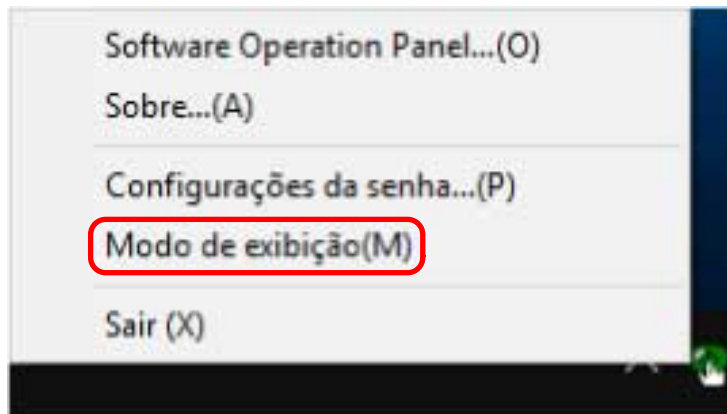 Software Operation Panel...(O)
Sobre...(A)
Configurações da senha...(P)
Modo de exibição(M)
Sair (X)